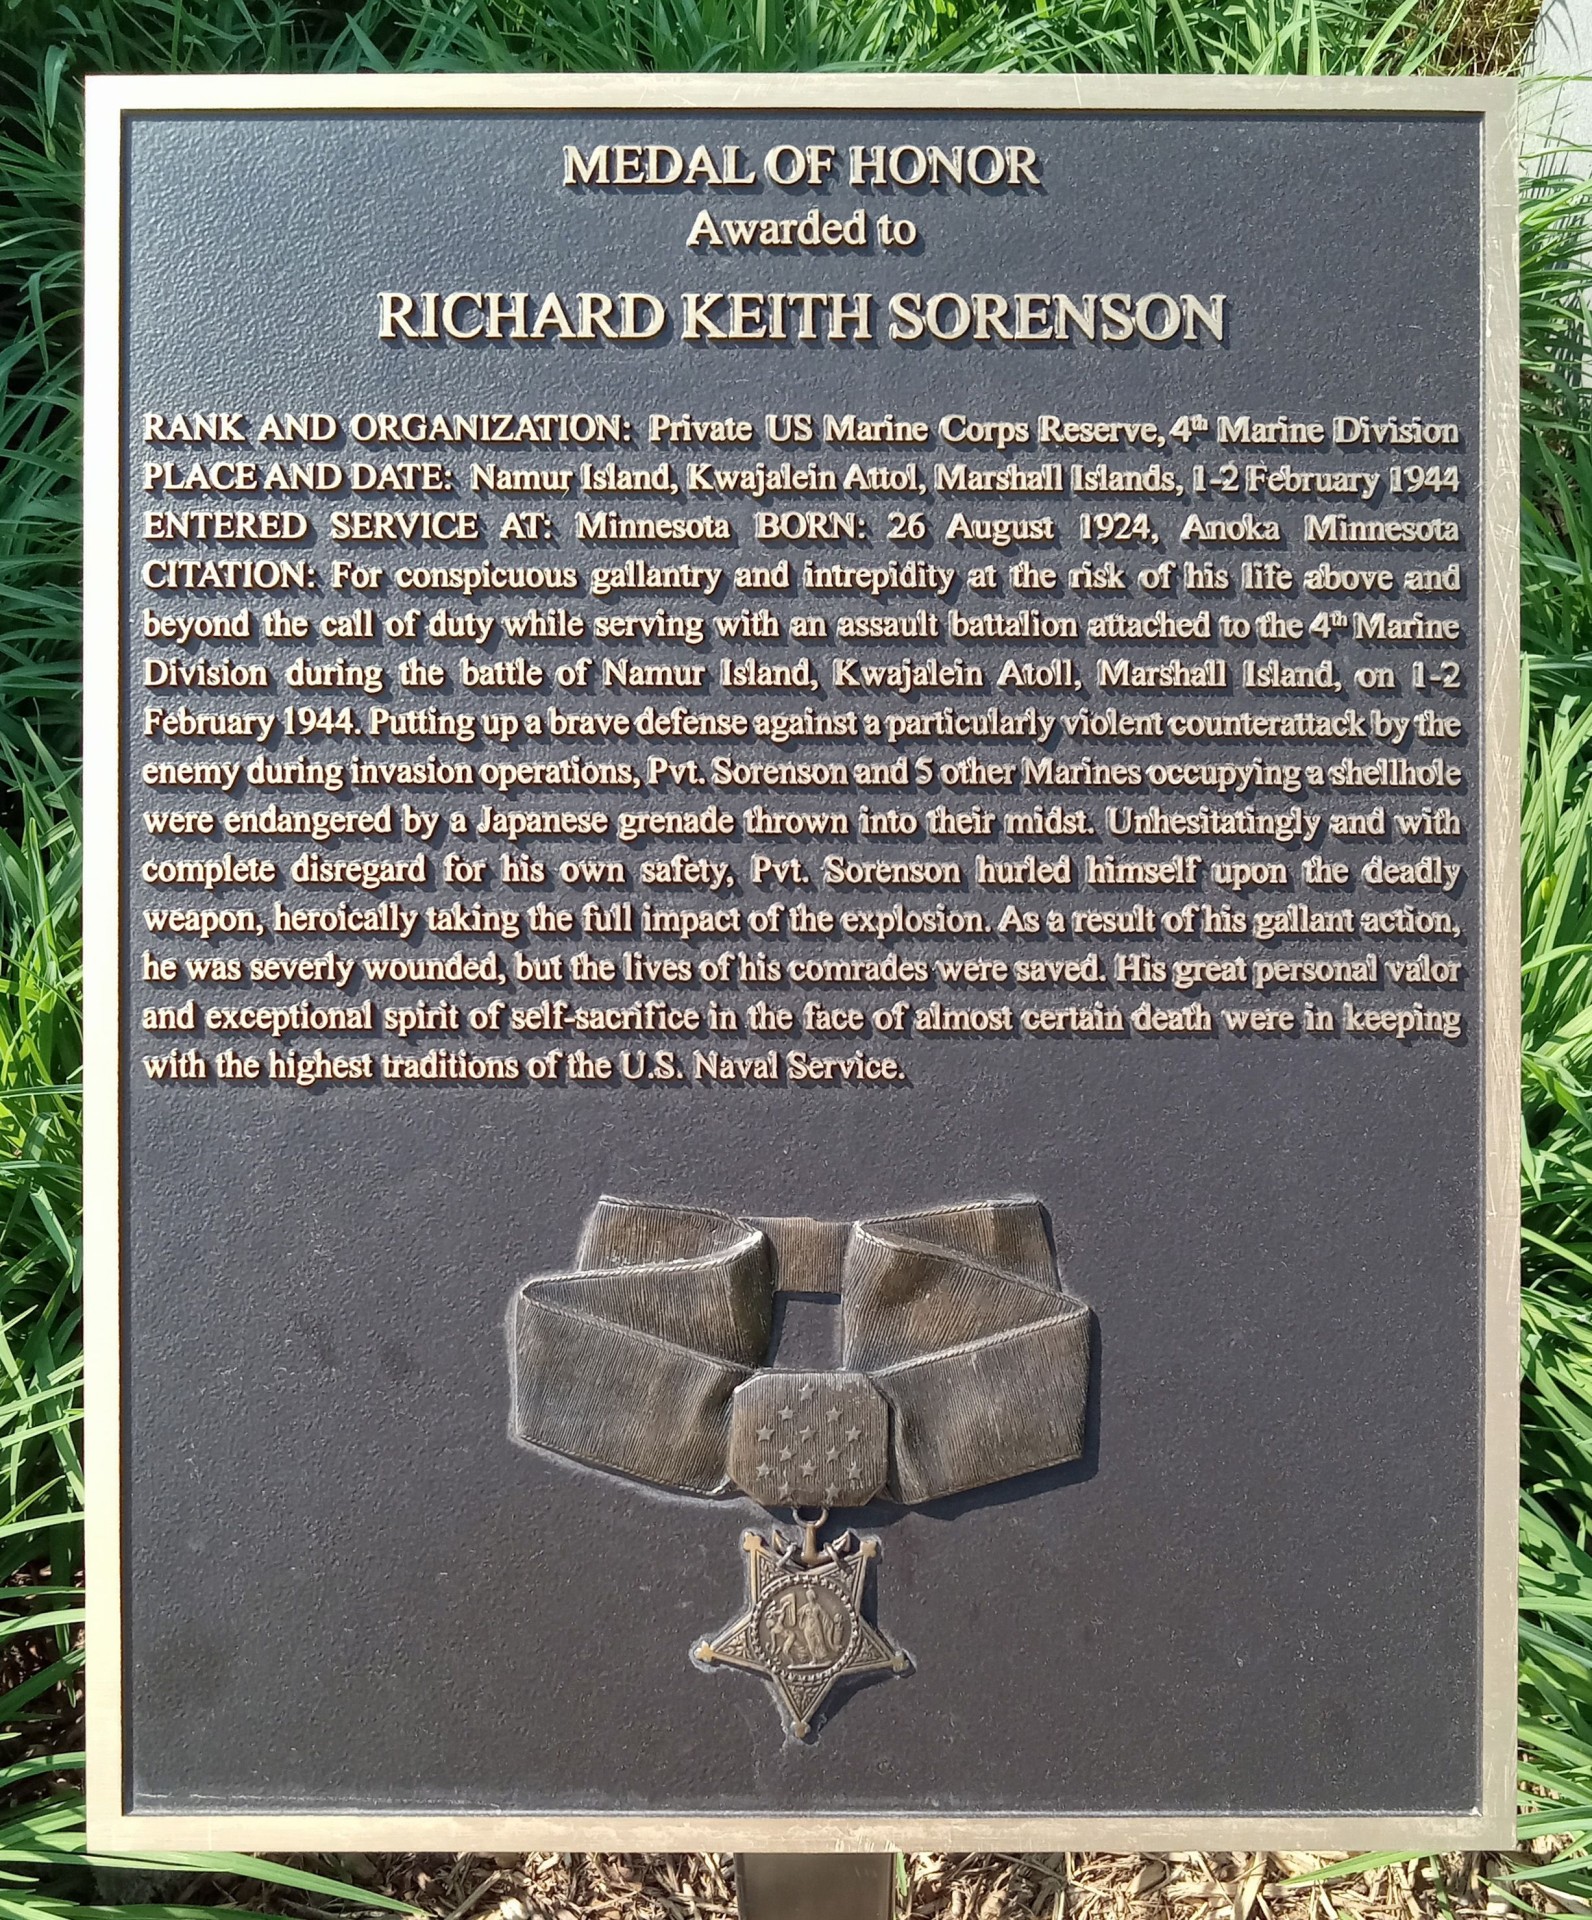 MEDAL OF HONOR
Awarded to
RICHARD KEITH SORENSON
RANK AND ORGANIZATION: Private US Marine Corps Reserve, 4th Marine Division
PLACE AND DATE: Namur Island, Kwajalein Attol, Marshall Islands, 1-2 February 1944
ENTERED SERVICE AT: Minnesota BORN: 26 August 1924, Anoka Minnesota
CITATION: For conspicuous gallantry and intrepidity at the risk of his life above and
beyond the call of duty while serving with an assault battalion attached to the 4th Marine
Division during the battle of Namur Island, Kwajalein Atoll, Marshall Island, on 1-2
February 1944. Putting up a brave defense against a particularly violent counterattack by the
enemy during invasion operations, Pvt. Sorenson and 5 other Marines occupying a shellhole
were endangered by a Japanese grenade thrown into their midst. Unhesitatingly and with
complete disregard for his own safety, Pvt. Sorenson hurled himself upon the deadly
weapon, heroically taking the full impact of the explosion. As a result of his gallant action,
he was severly wounded, but the lives of his comrades were saved. His great personal valor
and exceptional spirit of self-sacrifice in the face of almost certain death were in keeping
with the highest traditions of the U.S. Naval Service.